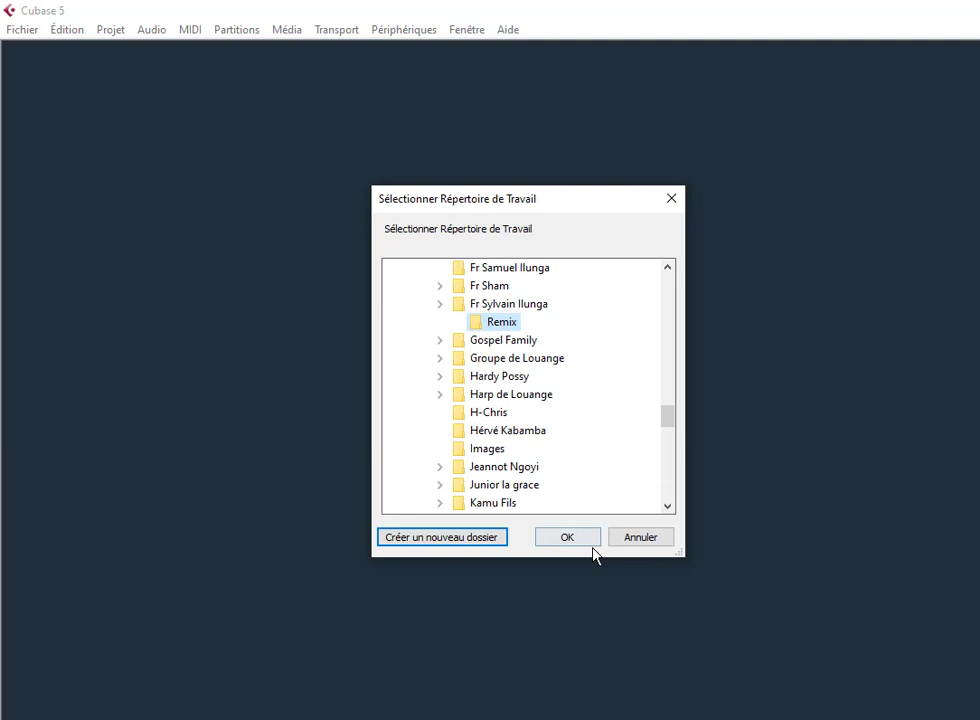 Cubase 5
Fichier Édition Projet Audio MIDI Partitions Média Transport Périphériques Fenêtre Aide
Sélectionner Répertoire de Travail
Sélectionner Répertoire de Travail
Fr Samuel Ilunga
Fr Sham
Fr Sylvain Ilunga
Remix
Gospel Family
Groupe de Louange
Hardy Possy
Harp de Louange
H-Chris
Hérvé Kabamba
Images
Jeannot Ngoyi
Junior la grace
Kamu Fils
Créer un nouveau dossier OK Annuler